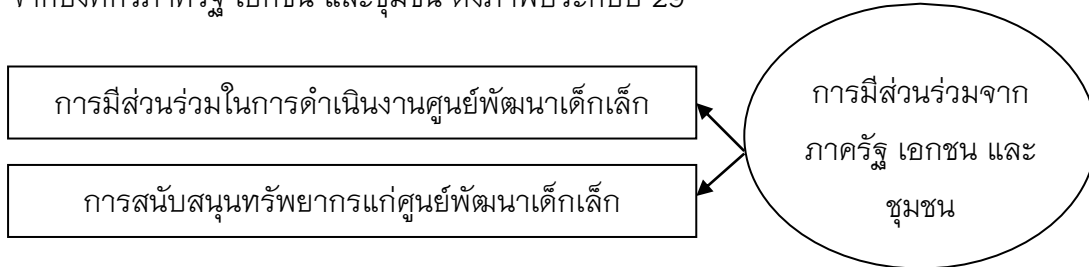 จากองค์กรภาครัฐ เอกชน และชุมชน ดังภาพประกอบ 29
การมีส่วนร่วมในการดำเนินงานศูนย์พัฒนาเด็กเล็ก
การสนับสนุนทรัพยากรแก่ศูนย์พัฒนาเด็กเล็ก
การมีส่วนร่วมจาก
ภาครัฐ เอกชน และ
ชุมชน